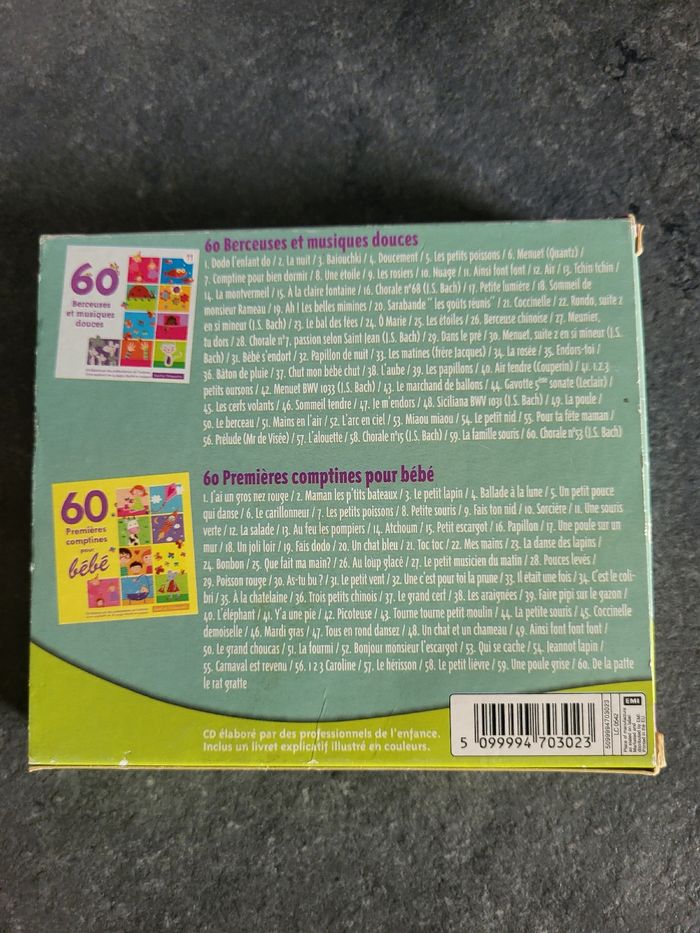 60 Berceuses et musiques douces
1. Dodo l'enfant do / 2. La nuit / 3. Baïouchki / 4. Doucement / 5. Les petits poissons / 6. Menuet (Quantz) /
7. Comptine pour bien dormir / 8. Une étoile / 9. Les rosiers / 10. Nuage / 11. Ainsi font font / 12. Air / 13. Tchin tchin /
14. La montvermeil / 15. À la claire fontaine / 16. Chorale n°68 (J.S. Bach) / 17. Petite lumière / 18. Sommeil de
monsieur Rameau / 19. Ah ! Les belles mimines / 20. Sarabande "les goûts réunis" / 21. Coccinelle / 22. Rondo, suite 2
en si mineur (J.S. Bach) / 23. Le bal des fées / 24. Ô Marie / 25. Les étoiles / 26. Berceuse chinoise / 27. Meunier,
tu dors / 28. Chorale n°7, passion selon Saint Jean (J.S. Bach) / 29. Dans le pré / 30. Menuet, suite 2 en si mineur (J.S.
Bach) / 31. Bébé s'endort / 32. Papillon de nuit / 33. Les matines (frère Jacques) / 34. La rosée / 35. Endors-toi /
36. Bâton de pluie / 37. Chut mon bébé chut / 38. L'aube / 39. Les papillons / 40. Air tendre (Couperin) / 41. 1.2.3
petits oursons / 42. Menuet BWV 1033 (J.S. Bach) / 43. Le marchand de ballons / 44. Gavotte 5ème sonate (Leclair) /
45. Les cerfs volants / 46. Sommeil tendre / 47. Je m'endors / 48. Siciliana BWV 1031 (J.S. Bach) / 49. La poule /
50. Le berceau / 51. Mains en l'air / 52. L'arc en ciel / 53. Miaou miaou / 54. Le petit nid / 55. Pour ta fête maman /
56. Prélude (Mr de Visée) / 57. L'alouette / 58. Chorale n°15 (J.S. Bach) / 59. La famille souris / 60. Chorale n°53 (J.S. Bach)
60
Berceuses
et musiques
douces
60 Premières comptines pour bébé
1. J'ai un gros nez rouge / 2. Maman les p'tits bateaux / 3. Le petit lapin / 4. Ballade à la lune / 5. Un petit pouce
qui danse / 6. Le carillonneur / 7. Les petits poissons / 8. Petite souris / 9. Fais ton nid / 10. Sorcière / 11. Une souris
verte / 12. La salade / 13. Au feu les pompiers / 14. Atchoum / 15. Petit escargot / 16. Papillon / 17. Une poule sur un
mur / 18. Un joli loir / 19. Fais dodo / 20. Un chat bleu / 21. Toc toc / 22. Mes mains / 23. La danse des lapins /
24. Bonbon / 25. Que fait ma main? / 26. Au loup glacé / 27. Le petit musicien du matin / 28. Pouces levés /
29. Poisson rouge / 30. As-tu bu ? / 31. Le petit vent / 32. Une c'est pour toi la prune / 33. Il était une fois / 34. C'est le coli-
bri / 35. À la chatelaine / 36. Trois petits chinois / 37. Le grand cerf / 38. Les araignées / 39. Faire pipi sur le gazon /
40. L'éléphant / 41. Y'a une pie / 42. Picoteuse / 43. Tourne tourne petit moulin / 44. La petite souris / 45. Coccinelle
demoiselle / 46. Mardi gras / 47. Tous en rond dansez / 48. Un chat et un chameau / 49. Ainsi font font font /
50. Le grand choucas / 51. La fourmi / 52. Bonjour monsieur l'escargot / 53. Qui se cache / 54. Jeannot lapin /
55. Carnaval est revenu / 56. 1 2 3 Caroline / 57. Le hérisson / 58. Le petit lièvre / 59. Une poule grise / 60. De la patte
le rat gratte
60
Premières
comptines
pour
bébé
CD élaboré par des professionnels de l'enfance.
Inclus un livret explicatif illustré en couleurs.
5 099994 703023
5099994703023
LC 0542
EMI